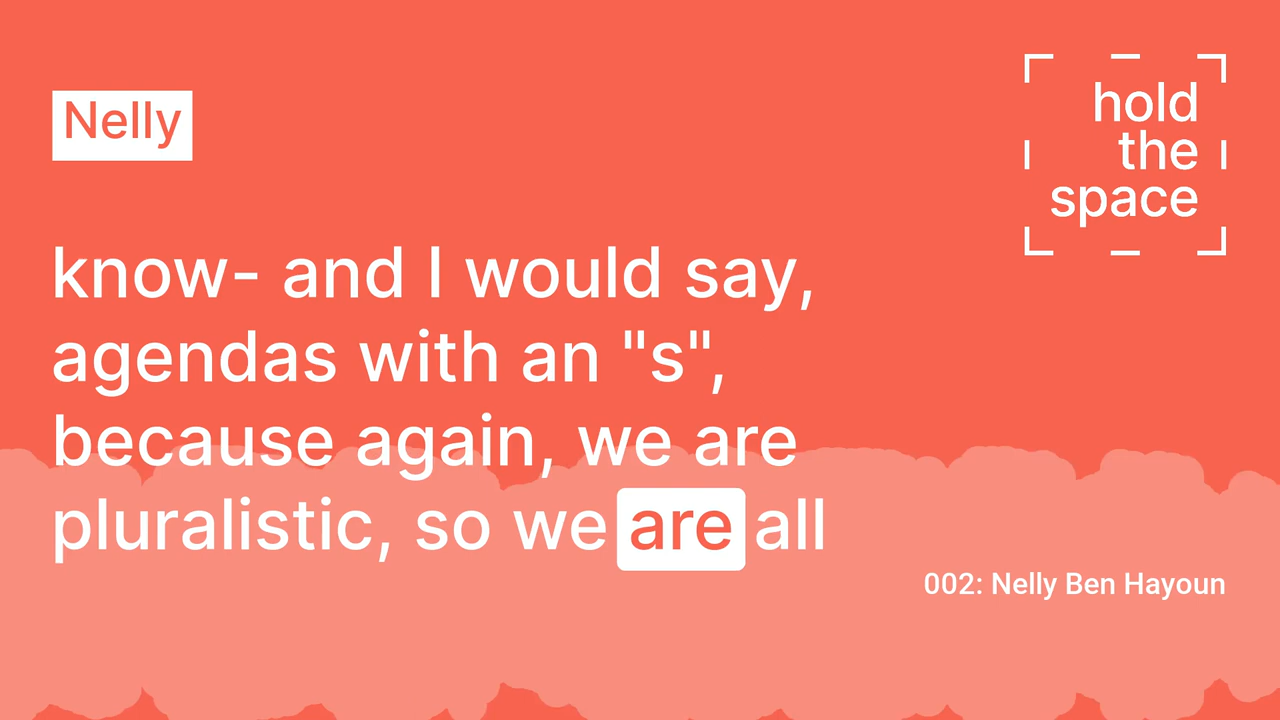 Nelly
hold
the
space
know- and I would say,
agendas with an "s",
because again, we are
pluralistic, so we are all
002: Nelly Ben Hayoun